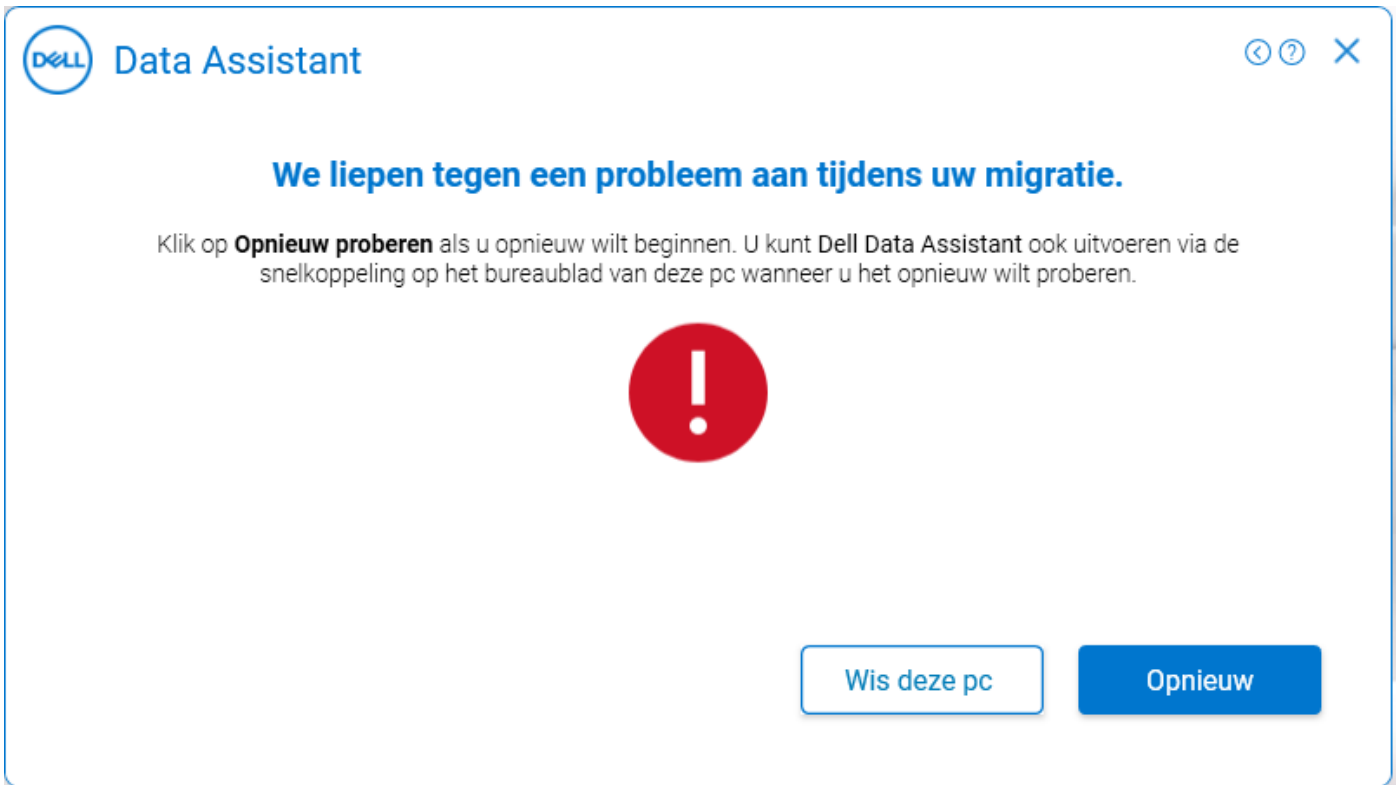 DELL
Data Assistant
We liepen tegen een probleem aan tijdens uw migratie.
Klik op Opnieuw proberen als u opnieuw wilt beginnen. U kunt Dell Data Assistant ook uitvoeren via de
snelkoppeling op het bureaublad van deze pc wanneer u het opnieuw wilt proberen.
Wis deze pc
Opnieuw